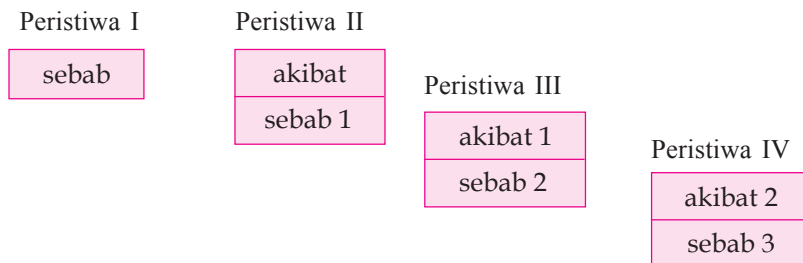 Peristiwa I
sebab
Peristiwa II
akibat
sebab 1
Peristiwa III
akibat 1
sebab 2
Peristiwa IV
akibat 2
sebab 3